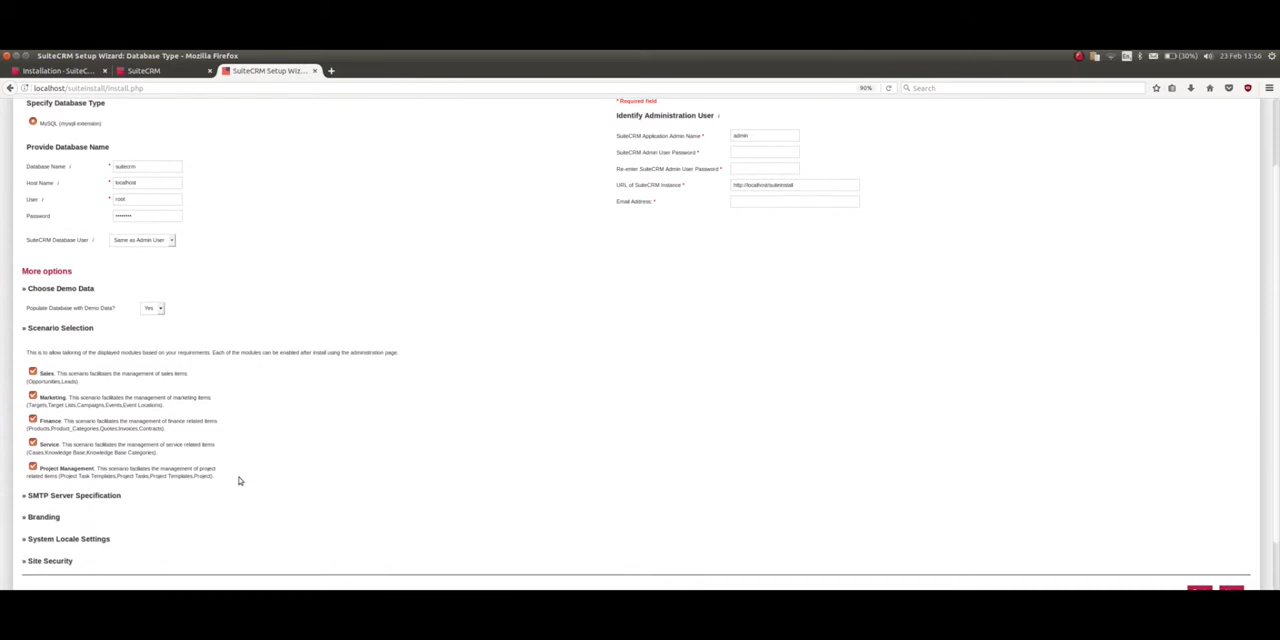 SuiteCRM Setup Wizard: Database Type - Mozilla Firefox
En (30%) 23 Feb 13:56
Installation - SuiteC... × SuiteCRM × SuiteCRM Setup Wiz... × +
localhost/suiteinstall/install.php 90% Search
Specify Database Type
MySQL (mysqli extension)
Provide Database Name
Database Name i * suitecrm
Host Name i * localhost
User i * root
Password ••••••••
SuiteCRM Database User i Same as Admin User
* Required field
Identify Administration User i
SuiteCRM Application Admin Name * admin
SuiteCRM Admin User Password *
Re-enter SuiteCRM Admin User Password *
URL of SuiteCRM Instance * http://localhost/suiteinstall
Email Address: *
More options
» Choose Demo Data
Populate Database with Demo Data? Yes
» Scenario Selection
This is to allow tailoring of the displayed modules based on your requirements. Each of the modules can be enabled after install using the administration page.
Sales. This scenario facilitates the management of sales items
(Opportunities,Leads).
Marketing. This scenario facilitates the management of marketing items
(Targets,Target Lists,Campaigns,Events,Event Locations).
Finance. This scenario facilitates the management of finance related items
(Products,Product_Categories,Quotes,Invoices,Contracts).
Service. This scenario facilitates the management of service related items
(Cases,Knowledge Base,Knowledge Base Categories).
Project Management. This scenario faciliates the management of project
related items (Project Task Templates,Project Tasks,Project Templates,Project).
» SMTP Server Specification
» Branding
» System Locale Settings
» Site Security